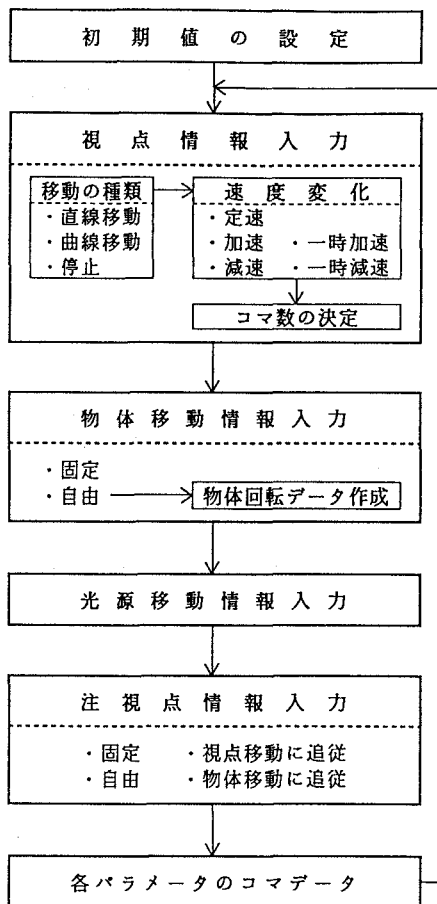 初期値の設定
視点情報入力
移動の種類
・直線移動
・曲線移動
・停止
速度変化
・定速
・加速 ・一時加速
・減速 ・一時減速
コマ数の決定
物体移動情報入力
・固定
・自由
物体回転データ作成
光源移動情報入力
注視点情報入力
・固定 ・視点移動に追従
・自由 ・物体移動に追従
各パラメータのコマデータ